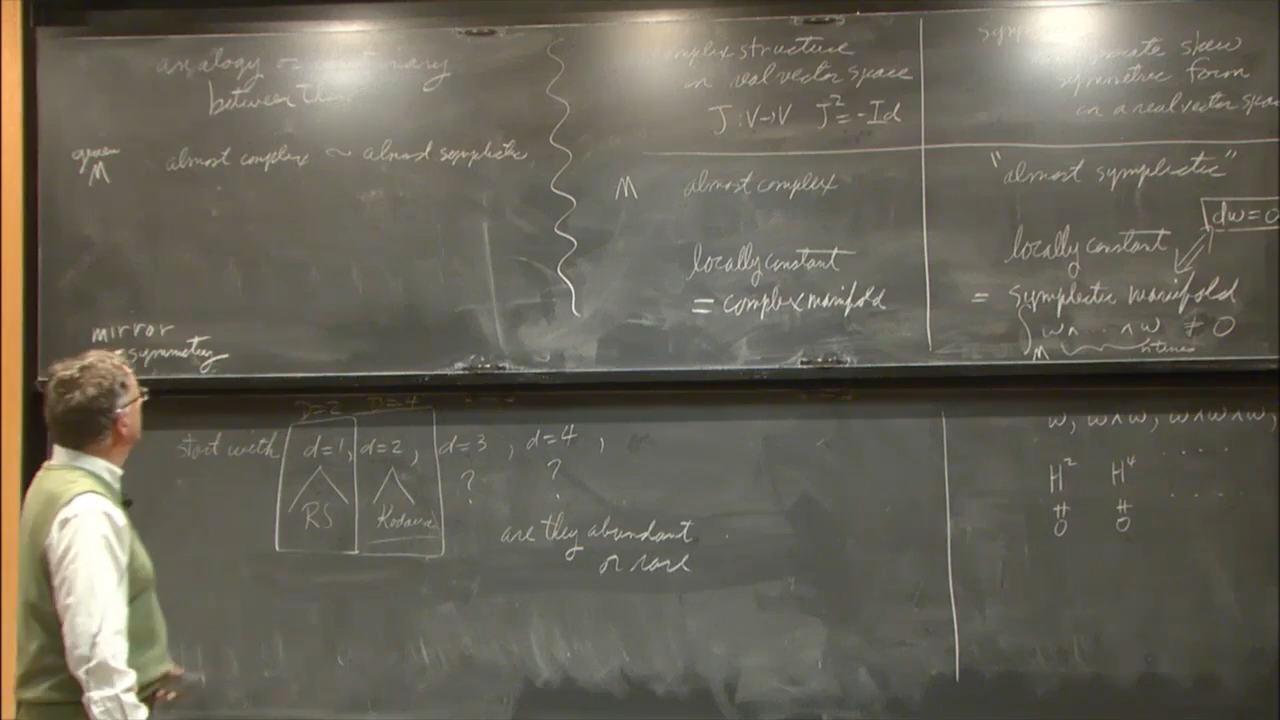 analogy or
between them
given
M
almost complex ~ almost symplectic
mirror
symmetry
complex structure
on real vector space
J : V→V J² = -Id
M almost complex
locally constant
= complex manifold
skew
symmetric form
on a real vector space
"almost symplectic"
dω = 0
locally constant
= symplectic manifold
∫ ω∧ ... ∧ω ≠ 0
M n times
D=2 D=4
start with d=1, d=2, d=3, d=4,
? ?
RS Kodaira
are they abundant
or rare
ω, ω∧ω, ω∧ω∧ω,
.....
H² H⁴
≠ ≠ ....
0 0